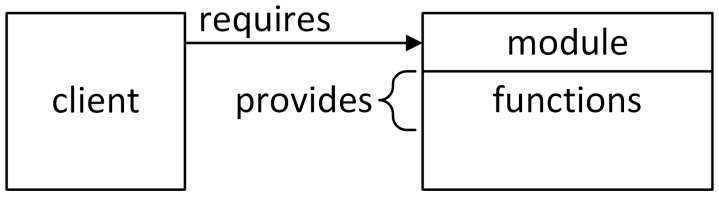 requires
module
client
provides
functions